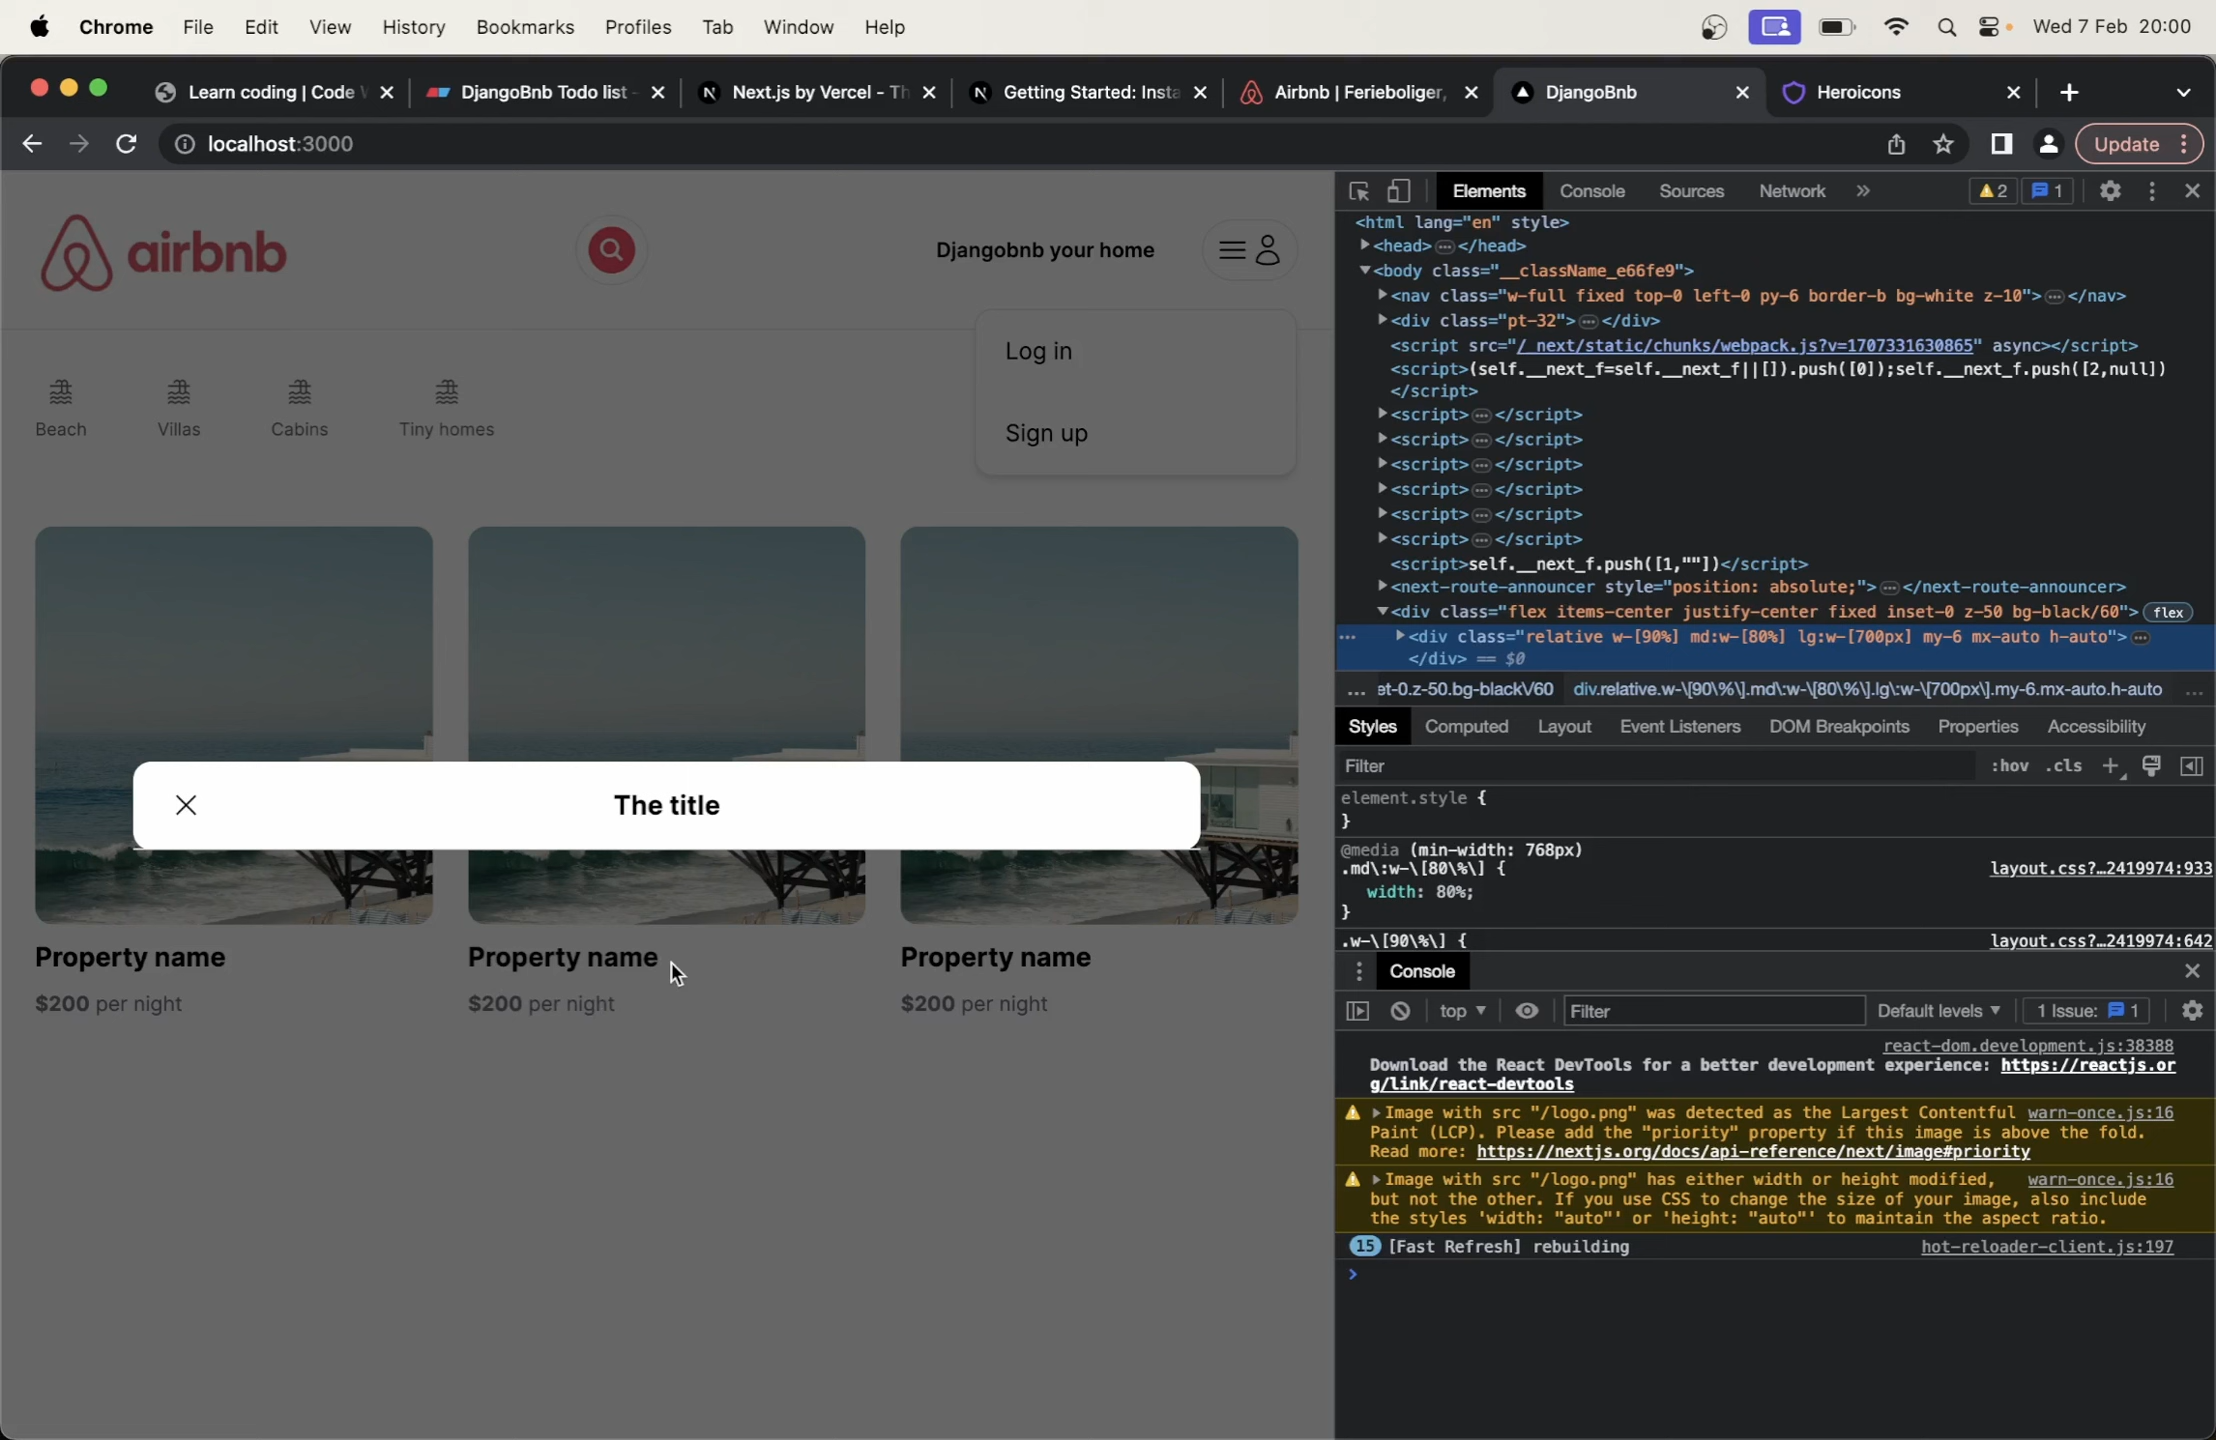 Chrome File Edit View History Bookmarks Profiles Tab Window Help Wed 7 Feb 20:00
Learn coding | Code DjangoBnb Todo list - Next.js by Vercel - Th Getting Started: Insta Airbnb | Ferieboliger, DjangoBnb Heroicons
localhost:3000 Update
airbnb
Djangobnb your home
Log in
Sign up
Beach Villas Cabins Tiny homes
The title
Property name Property name Property name
$200 per night $200 per night $200 per night
Elements Console Sources Network » 2 1
<html lang="en" style>
<head>…</head>
<body class="__className_e66fe9">
<nav class="w-full fixed top-0 left-0 py-6 border-b bg-white z-10">…</nav>
<div class="pt-32">…</div>
<script src="/_next/static/chunks/webpack.js?v=1707331630865" async></script>
<script>(self.__next_f=self.__next_f||[]).push([0]);self.__next_f.push([2,null])
</script>
<script>…</script>
<script>…</script>
<script>…</script>
<script>…</script>
<script>…</script>
<script>…</script>
<script>self.__next_f.push([1,""])</script>
<next-route-announcer style="position: absolute;">…</next-route-announcer>
<div class="flex items-center justify-center fixed inset-0 z-50 bg-black/60"> flex
… <div class="relative w-[90%] md:w-[80%] lg:w-[700px] my-6 mx-auto h-auto">…
</div> == $0
… et-0.z-50.bg-black\/60 div.relative.w-\[90\%\].md\:w-\[80\%\].lg\:w-\[700px\].my-6.mx-auto.h-auto …
Styles Computed Layout Event Listeners DOM Breakpoints Properties Accessibility
Filter :hov .cls +
element.style {
}
@media (min-width: 768px)
.md\:w-\[80\%\] { layout.css?…2419974:933
width: 80%;
}
.w-\[90\%\] { layout.css?…2419974:642
Console
top ▼ Filter Default levels ▼ 1 Issue: 1
react-dom.development.js:38388
Download the React DevTools for a better development experience: https://reactjs.or
g/link/react-devtools
Image with src "/logo.png" was detected as the Largest Contentful warn-once.js:16
Paint (LCP). Please add the "priority" property if this image is above the fold.
Read more: https://nextjs.org/docs/api-reference/next/image#priority
Image with src "/logo.png" has either width or height modified, warn-once.js:16
but not the other. If you use CSS to change the size of your image, also include
the styles 'width: "auto"' or 'height: "auto"' to maintain the aspect ratio.
15 [Fast Refresh] rebuilding hot-reloader-client.js:197